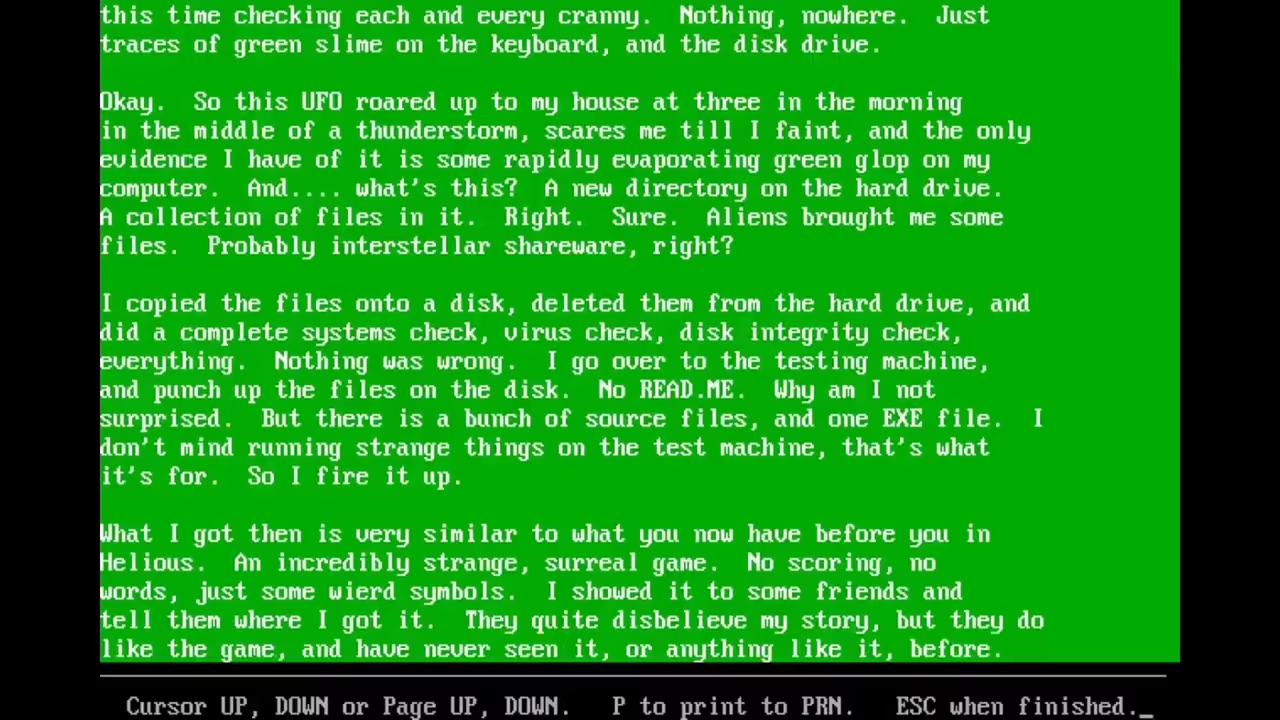 this time checking each and every cranny.  Nothing, nowhere.  Just
traces of green slime on the keyboard, and the disk drive.
Okay.  So this UFO roared up to my house at three in the morning
in the middle of a thunderstorm, scares me till I faint, and the only
evidence I have of it is some rapidly evaporating green glop on my
computer.  And.... what's this?  A new directory on the hard drive.
A collection of files in it.  Right.  Sure.  Aliens brought me some
files.  Probably interstellar shareware, right?
I copied the files onto a disk, deleted them from the hard drive, and
did a complete systems check, virus check, disk integrity check,
everything.  Nothing was wrong.  I go over to the testing machine,
and punch up the files on the disk.  No READ.ME.  Why am I not
surprised.  But there is a bunch of source files, and one EXE file.  I
don't mind running strange things on the test machine, that's what
it's for.  So I fire it up.
What I got then is very similar to what you now have before you in
Helious.  An incredibly strange, surreal game.  No scoring, no
words, just some wierd symbols.  I showed it to some friends and
tell them where I got it.  They quite disbelieve my story, but they do
like the game, and have never seen it, or anything like it, before.
Cursor UP, DOWN or Page UP, DOWN.   P to print to PRN.   ESC when finished._